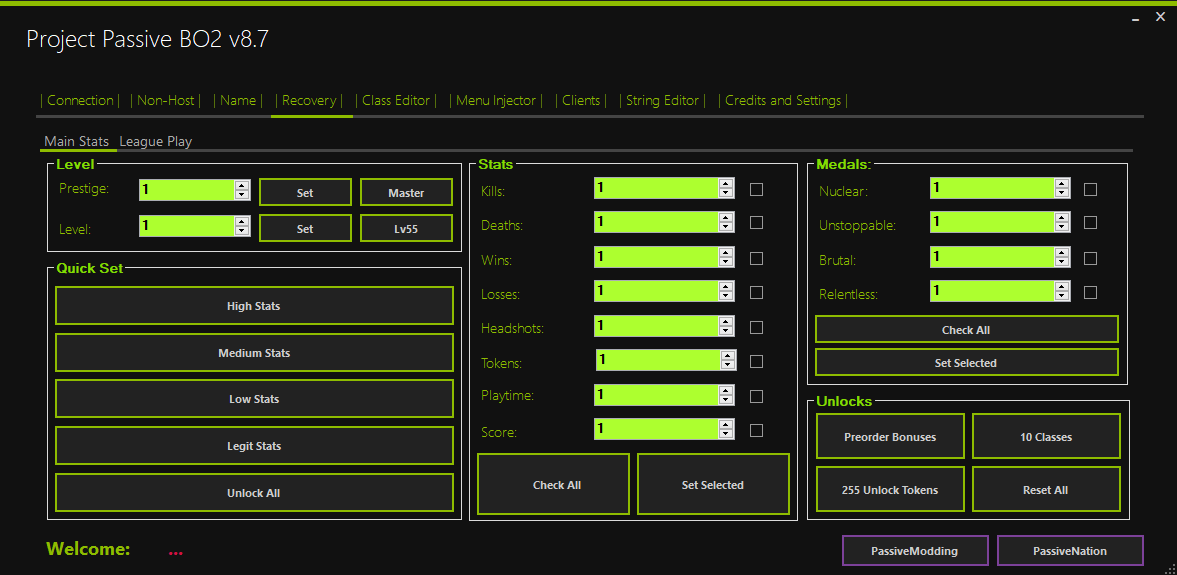 Project Passive BO2 v8.7
| Connection | | Non-Host | | Name | | Recovery | | Class Editor | | Menu Injector | | Clients | | String Editor | | Credits and Settings |
Main Stats League Play
Level
Prestige: 1 Set Master
Level: 1 Set Lv55
Quick Set
High Stats
Medium Stats
Low Stats
Legit Stats
Unlock All
Stats
Kills: 1
Deaths: 1
Wins: 1
Losses: 1
Headshots: 1
Tokens: 1
Playtime: 1
Score: 1
Check All Set Selected
Medals:
Nuclear: 1
Unstoppable: 1
Brutal: 1
Relentless: 1
Check All
Set Selected
Unlocks
Preorder Bonuses 10 Classes
255 Unlock Tokens Reset All
Welcome: ...
PassiveModding PassiveNation